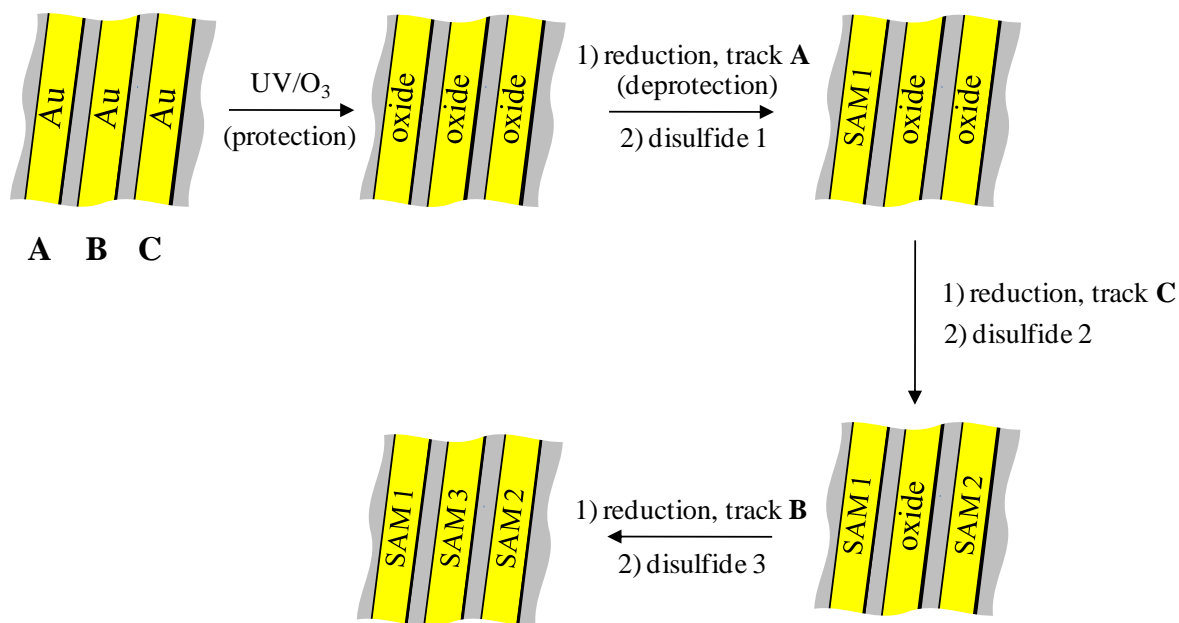 Au
Au
Au
A B C
UV/O3
(protection)
oxide
oxide
oxide
1) reduction, track A
(deprotection)
2) disulfide 1
SAM 1
oxide
oxide
1) reduction, track C
2) disulfide 2
SAM 1
oxide
SAM 2
1) reduction, track B
2) disulfide 3
SAM 1
SAM 3
SAM 2